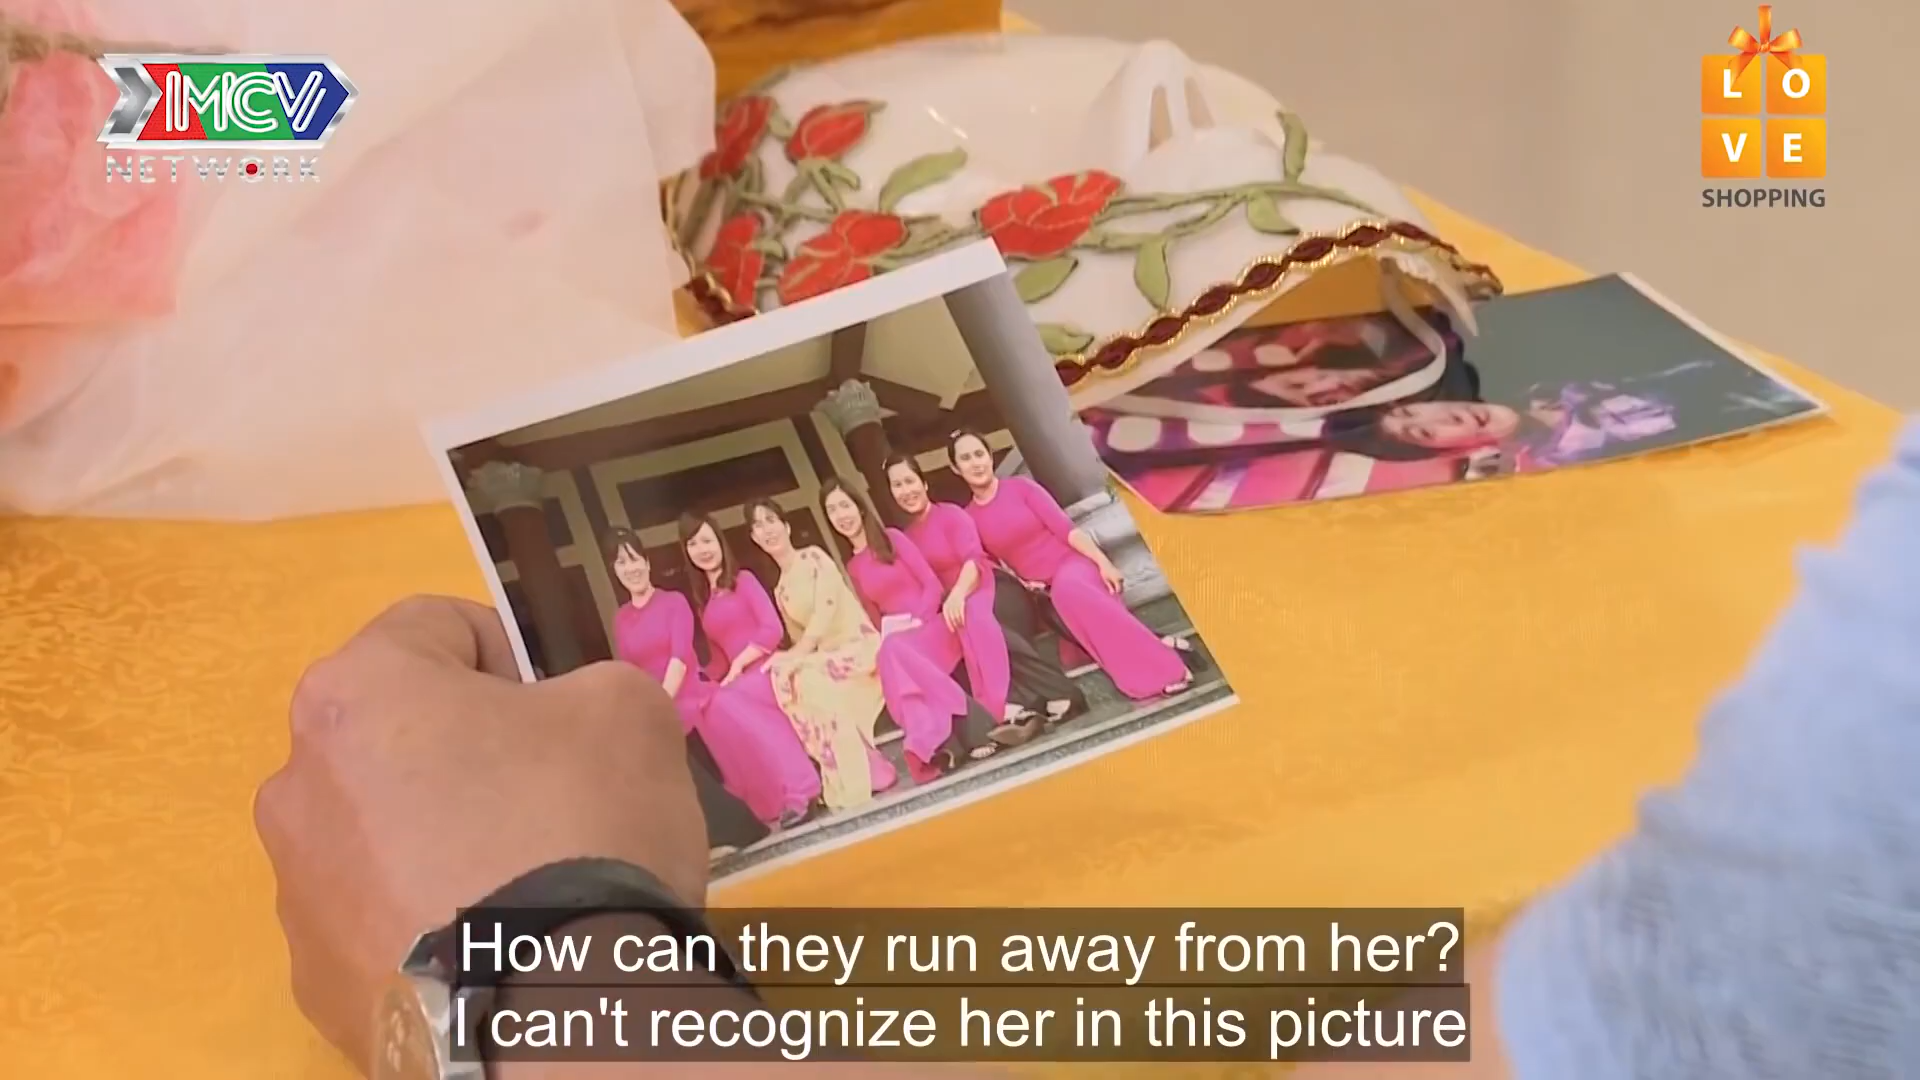 MCV
NETWORK
L O
V E
SHOPPING
How can they run away from her?
I can't recognize her in this picture